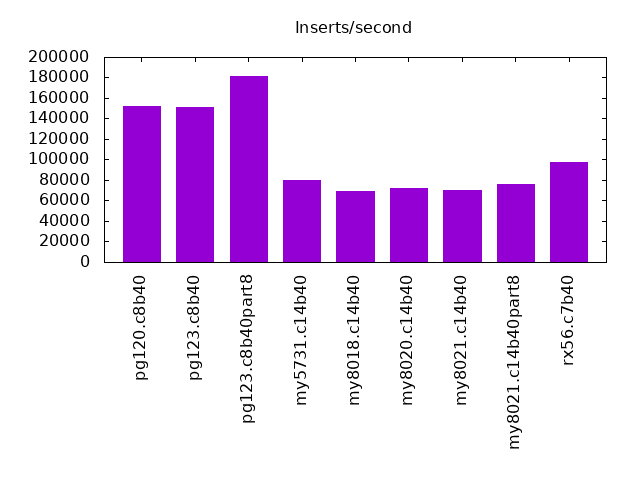 Inserts/second
200000
180000
160000
140000
120000
100000
80000
60000
40000
20000
0
pg120.c8b40
pg123.c8b40
pg123.c8b40part8
my5731.c14b40
my8018.c14b40
my8020.c14b40
my8021.c14b40
my8021.c14b40part8
rx56.c7b40